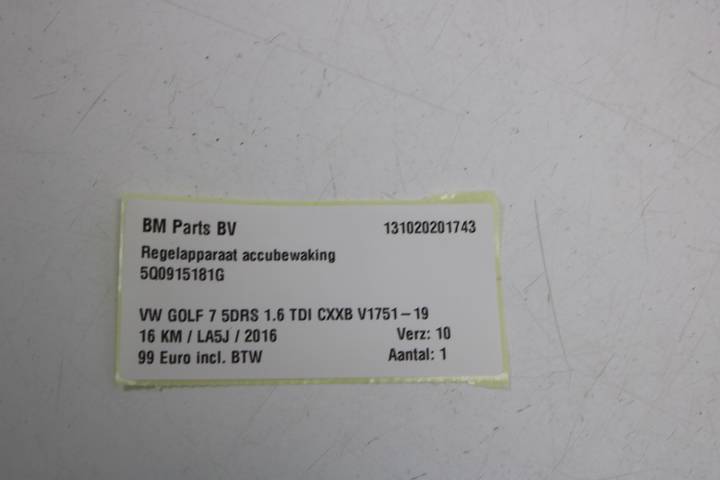 BM Parts BV 131020201743
Regelapparaat accubewaking
5Q0915181G
VW GOLF 7 5DRS 1.6 TDI CXXB V1751-19
16 KM / LA5J / 2016 Verz: 10
99 Euro incl. BTW Aantal: 1